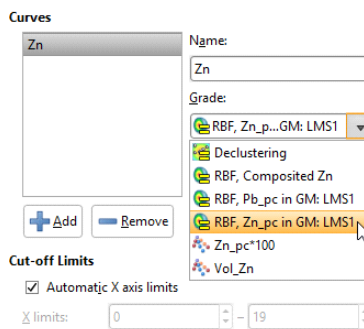 Curves
Zn
Name:
Zn
Grade:
RBF, Zn_p...GM: LMS1
Declustering
RBF, Composited Zn
RBF, Pb_pc in GM: LMS1
RBF, Zn_pc in GM: LMS1
Zn_pc*100
Vol_Zn
Add
Remove
Cut-off Limits
Automatic X axis limits
X limits:
0
–
19